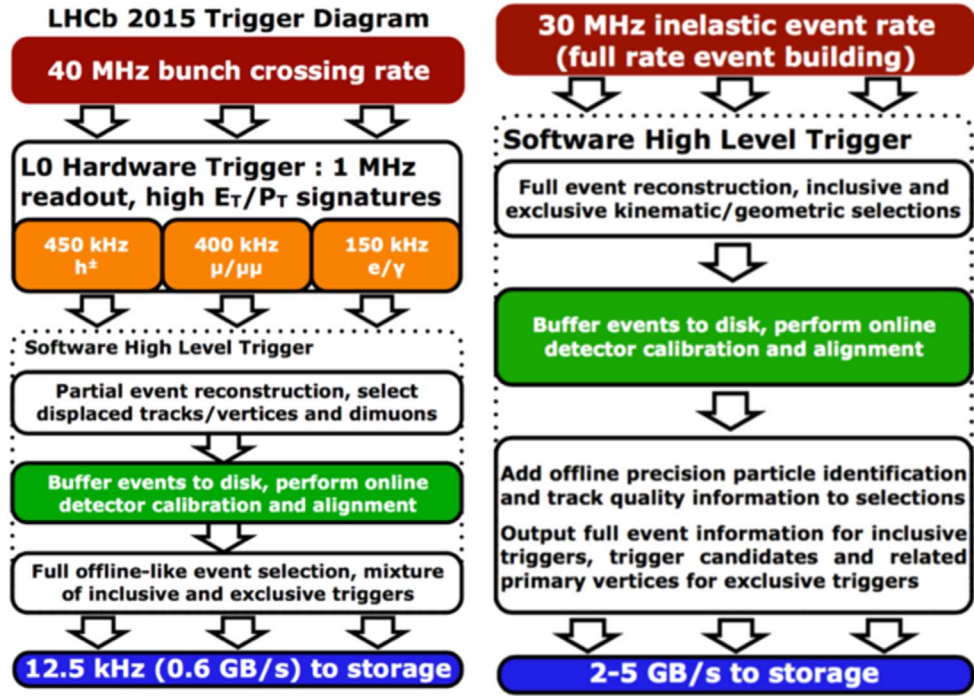 LHCb 2015 Trigger Diagram
40 MHz bunch crossing rate
L0 Hardware Trigger : 1 MHz
readout, high E_T/P_T signatures
450 kHz
h±
400 kHz
μ/μμ
150 kHz
e/γ
Software High Level Trigger
Partial event reconstruction, select
displaced tracks/vertices and dimuons
Buffer events to disk, perform online
detector calibration and alignment
Full offline-like event selection, mixture
of inclusive and exclusive triggers
12.5 kHz (0.6 GB/s) to storage
30 MHz inelastic event rate
(full rate event building)
Software High Level Trigger
Full event reconstruction, inclusive and
exclusive kinematic/geometric selections
Buffer events to disk, perform online
detector calibration and alignment
Add offline precision particle identification
and track quality information to selections
Output full event information for inclusive
triggers, trigger candidates and related
primary vertices for exclusive triggers
2-5 GB/s to storage